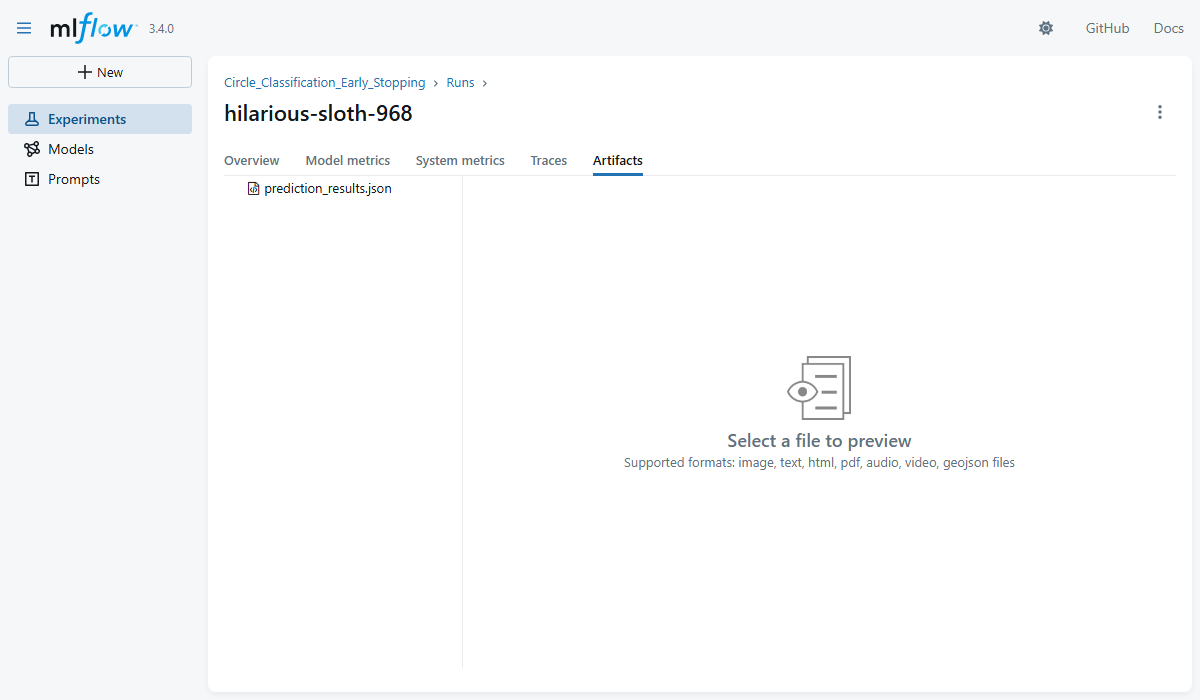 mlflow 3.4.0
GitHub
Docs
New
Experiments
Models
Prompts
Circle_Classification_Early_Stopping › Runs ›
hilarious-sloth-968
Overview
Model metrics
System metrics
Traces
Artifacts
prediction_results.json
Select a file to preview
Supported formats: image, text, html, pdf, audio, video, geojson files